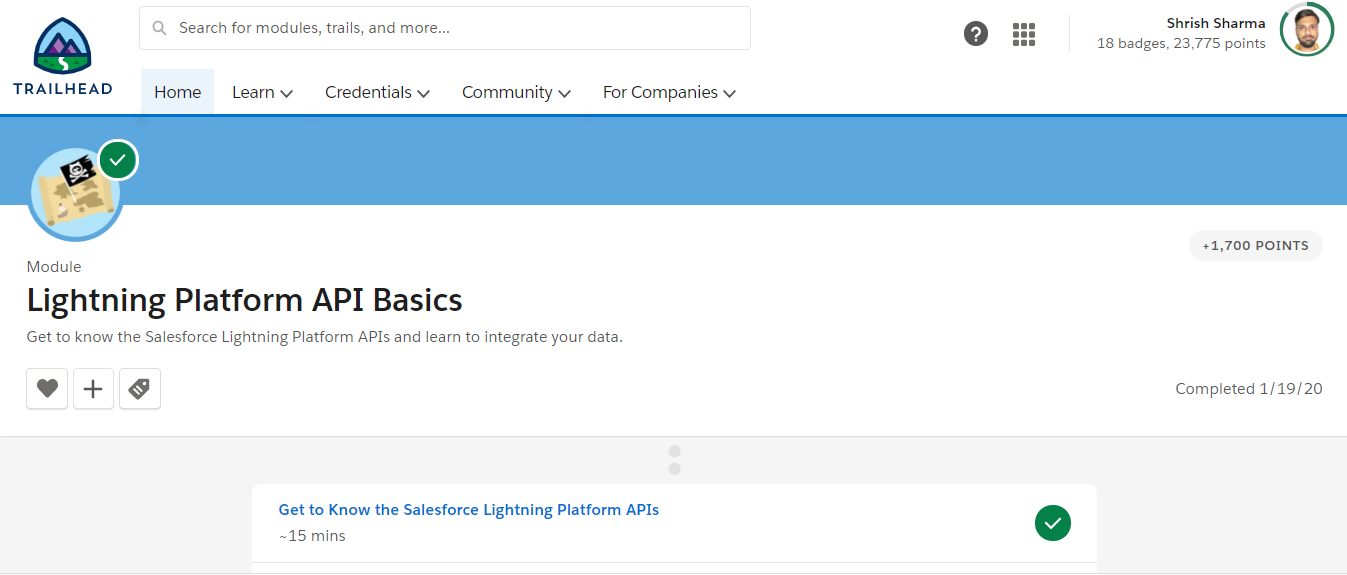 Search for modules, trails, and more...
Shrish Sharma
18 badges, 23,775 points
TRAILHEAD
Home
Learn
Credentials
Community
For Companies
+1,700 POINTS
Module
Lightning Platform API Basics
Get to know the Salesforce Lightning Platform APIs and learn to integrate your data.
Completed 1/19/20
Get to Know the Salesforce Lightning Platform APIs
~15 mins